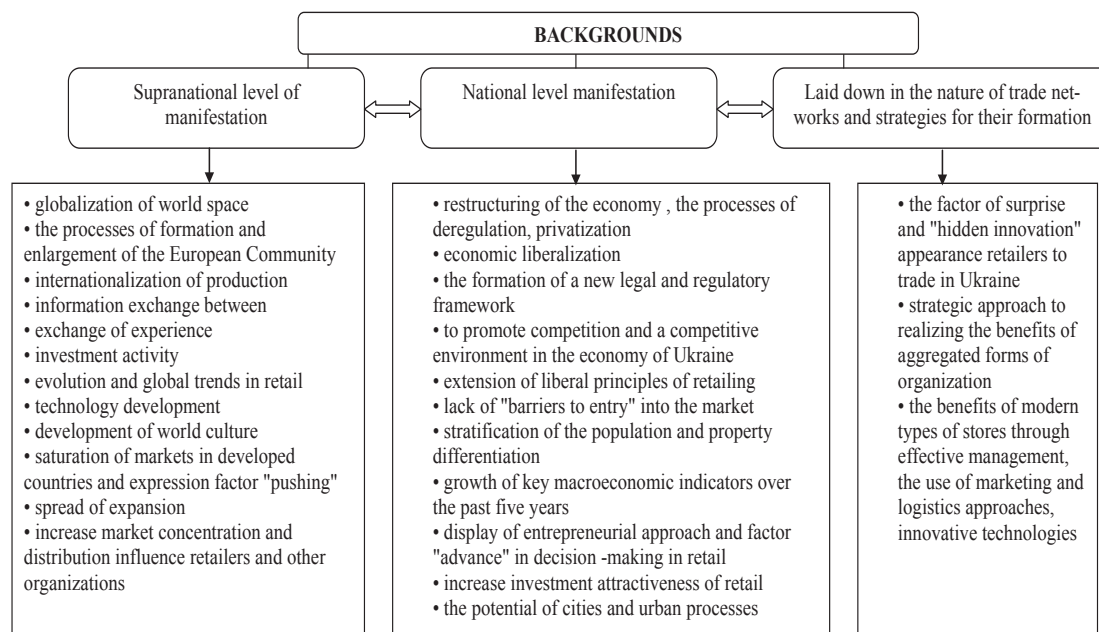 BACKGROUNDS
Supranational level of
manifestation
National level manifestation
Laid down in the nature of trade net-
works and strategies for their formation
• globalization of world space
• the processes of formation and
enlargement of the European Community
• internationalization of production
• information exchange between
• exchange of experience
• investment activity
• evolution and global trends in retail
• technology development
• development of world culture
• saturation of markets in developed
countries and expression factor "pushing"
• spread of expansion
• increase market concentration and
distribution influence retailers and other
organizations
• restructuring of the economy , the processes of
deregulation, privatization
• economic liberalization
• the formation of a new legal and regulatory
framework
• to promote competition and a competitive
environment in the economy of Ukraine
• extension of liberal principles of retailing
• lack of "barriers to entry" into the market
• stratification of the population and property
differentiation
• growth of key macroeconomic indicators over
the past five years
• display of entrepreneurial approach and factor
"advance" in decision -making in retail
• increase investment attractiveness of retail
• the potential of cities and urban processes
• the factor of surprise
and "hidden innovation"
appearance retailers to
trade in Ukraine
• strategic approach to
realizing the benefits of
aggregated forms of
organization
• the benefits of modern
types of stores through
effective management,
the use of marketing and
logistics approaches,
innovative technologies